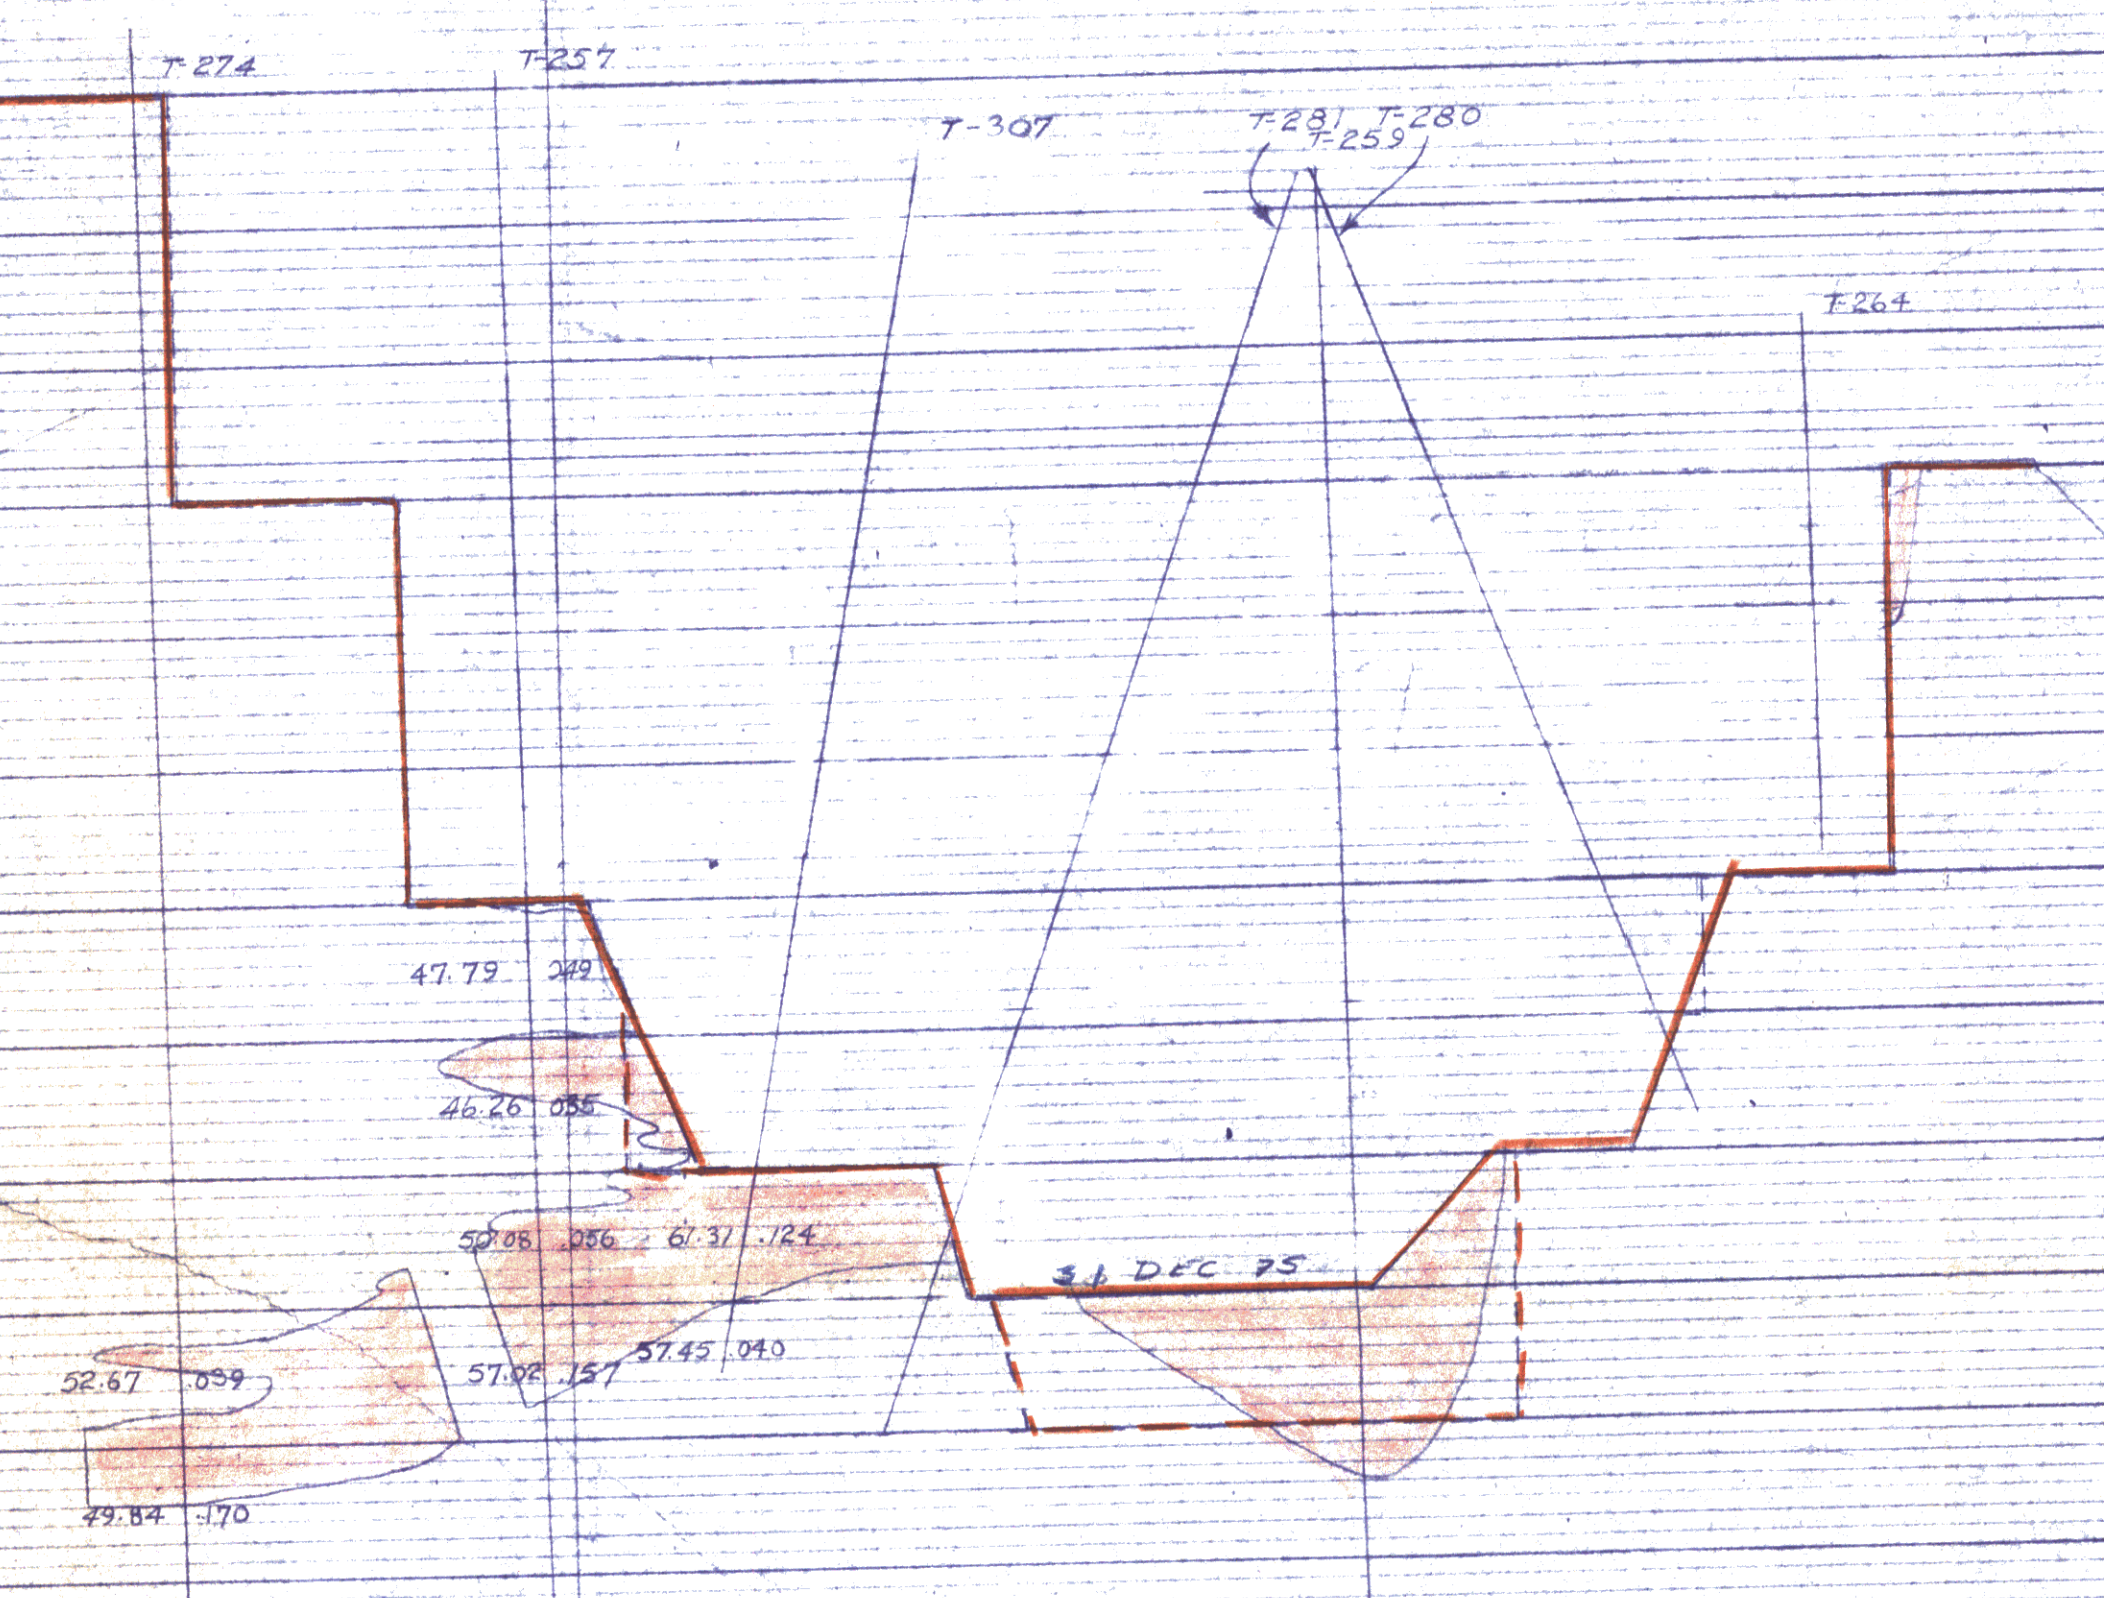 T-274
T-257
T-307
T-281 T-280
T-259
T-264
47.79 .249
46.26 .035
50.08 .056 61.31 .124
31 DEC 75
57.45 .040
52.67 .039
57.02 .157
49.84 .170